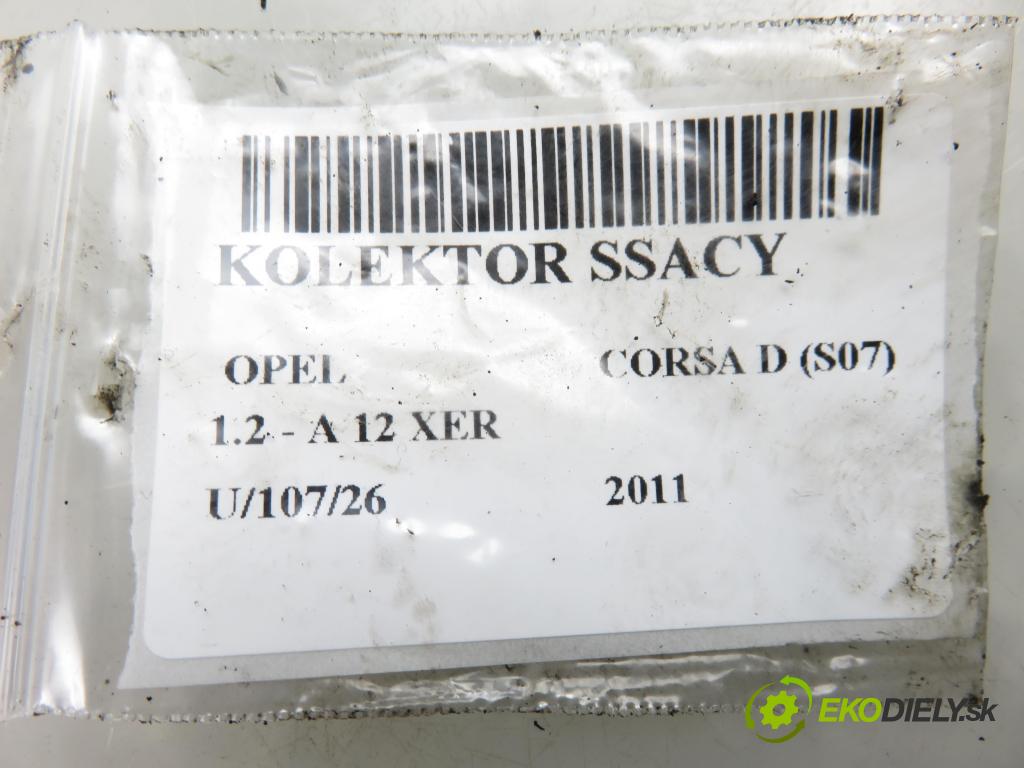 KOLEKTOR SSACY
OPEL CORSA D (S07)
1.2 - A 12 XER
U/107/26 2011
EKODIELY.sk